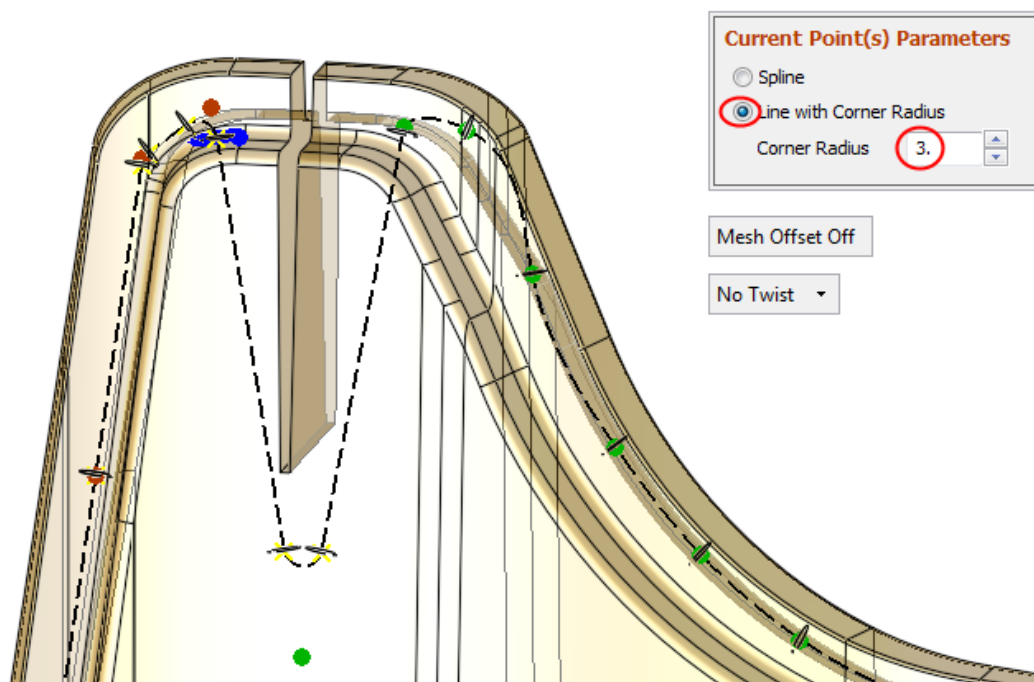 Current Point(s) Parameters
Spline
Line with Corner Radius
Corner Radius 3.
Mesh Offset Off
No Twist